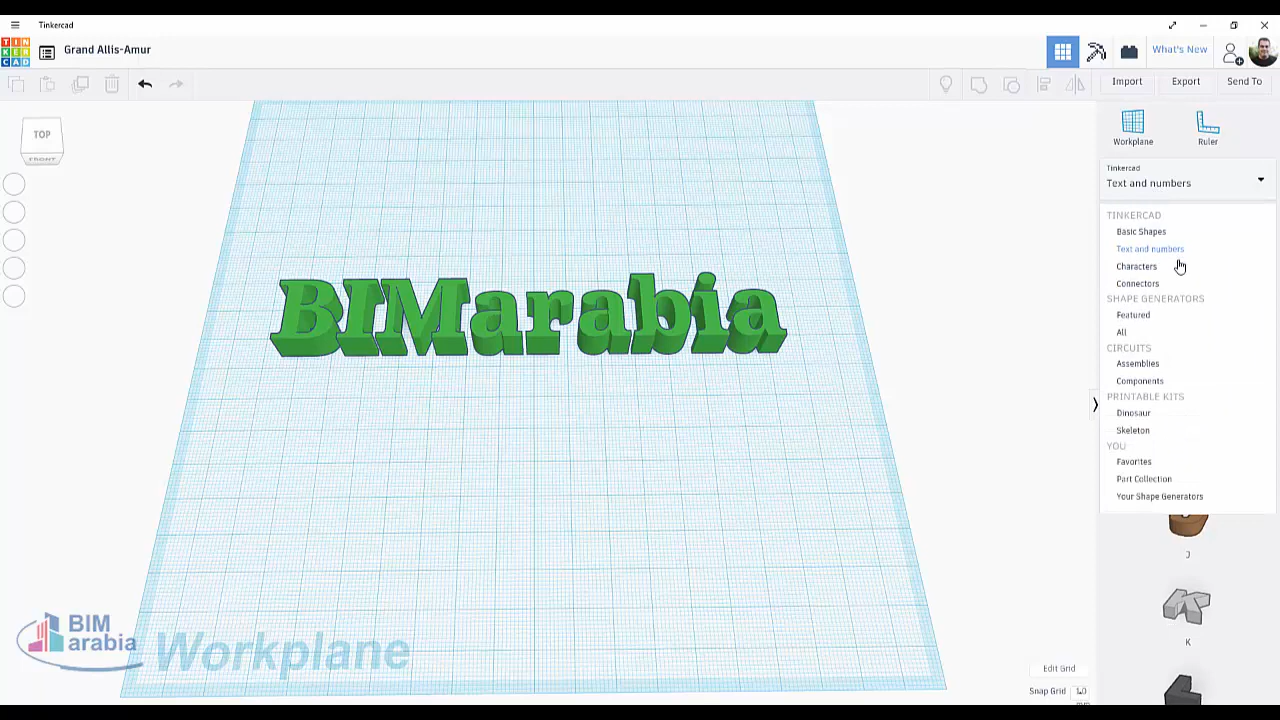 Tinkercad
Grand Allis-Amur
What's New
Import
Export
Send To
TOP
FRONT
Workplane
Ruler
Tinkercad
Text and numbers
TINKERCAD
Basic Shapes
Text and numbers
Characters
Connectors
SHAPE GENERATORS
Featured
All
CIRCUITS
Assemblies
Components
PRINTABLE KITS
Dinosaur
Skeleton
YOU
Favorites
Part Collection
Your Shape Generators
J
K
BIMarabia
BIM
arabia
Workplane
Edit Grid
Snap Grid 1.0